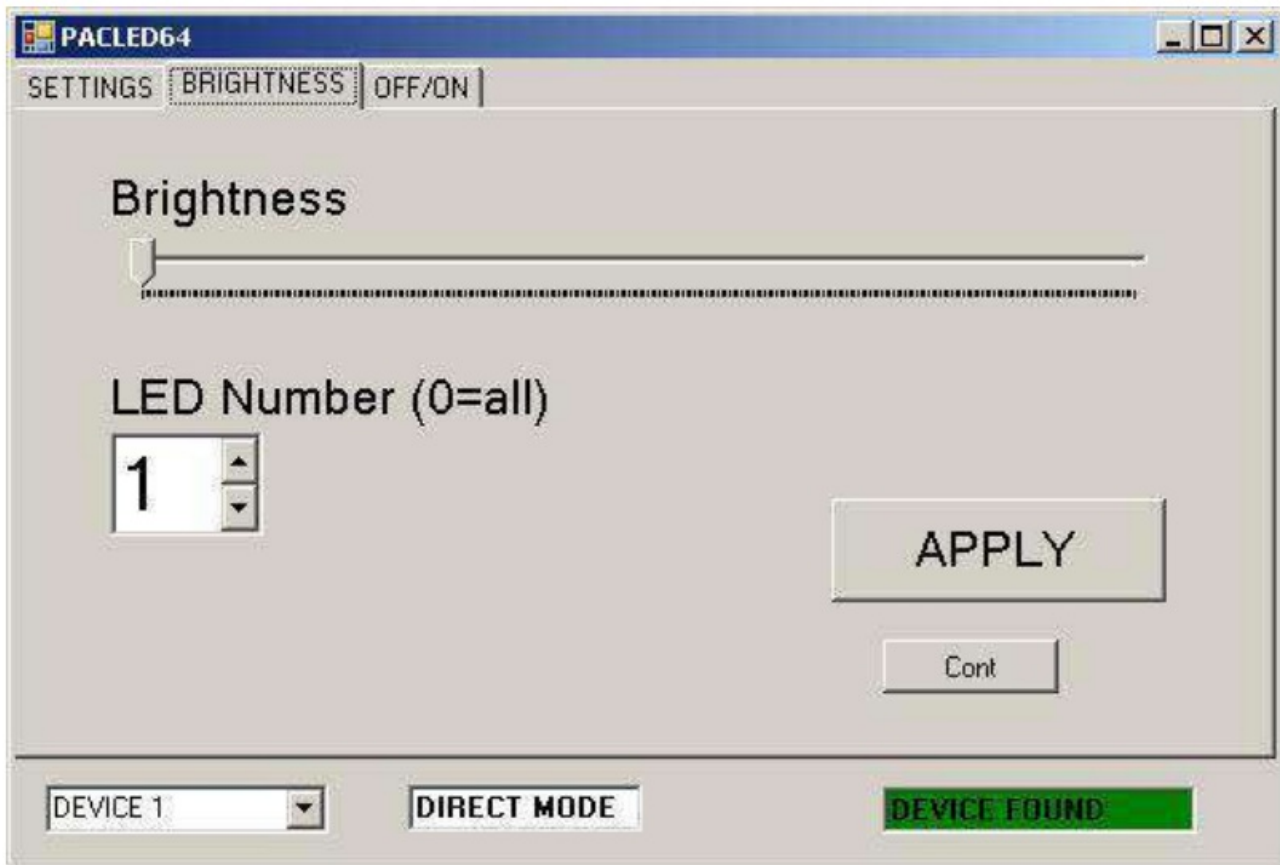 PACLED64
SETTINGS BRIGHTNESS OFF/ON
Brightness
LED Number (0=all)
1
APPLY
Cont
DEVICE 1 DIRECT MODE DEVICE FOUND